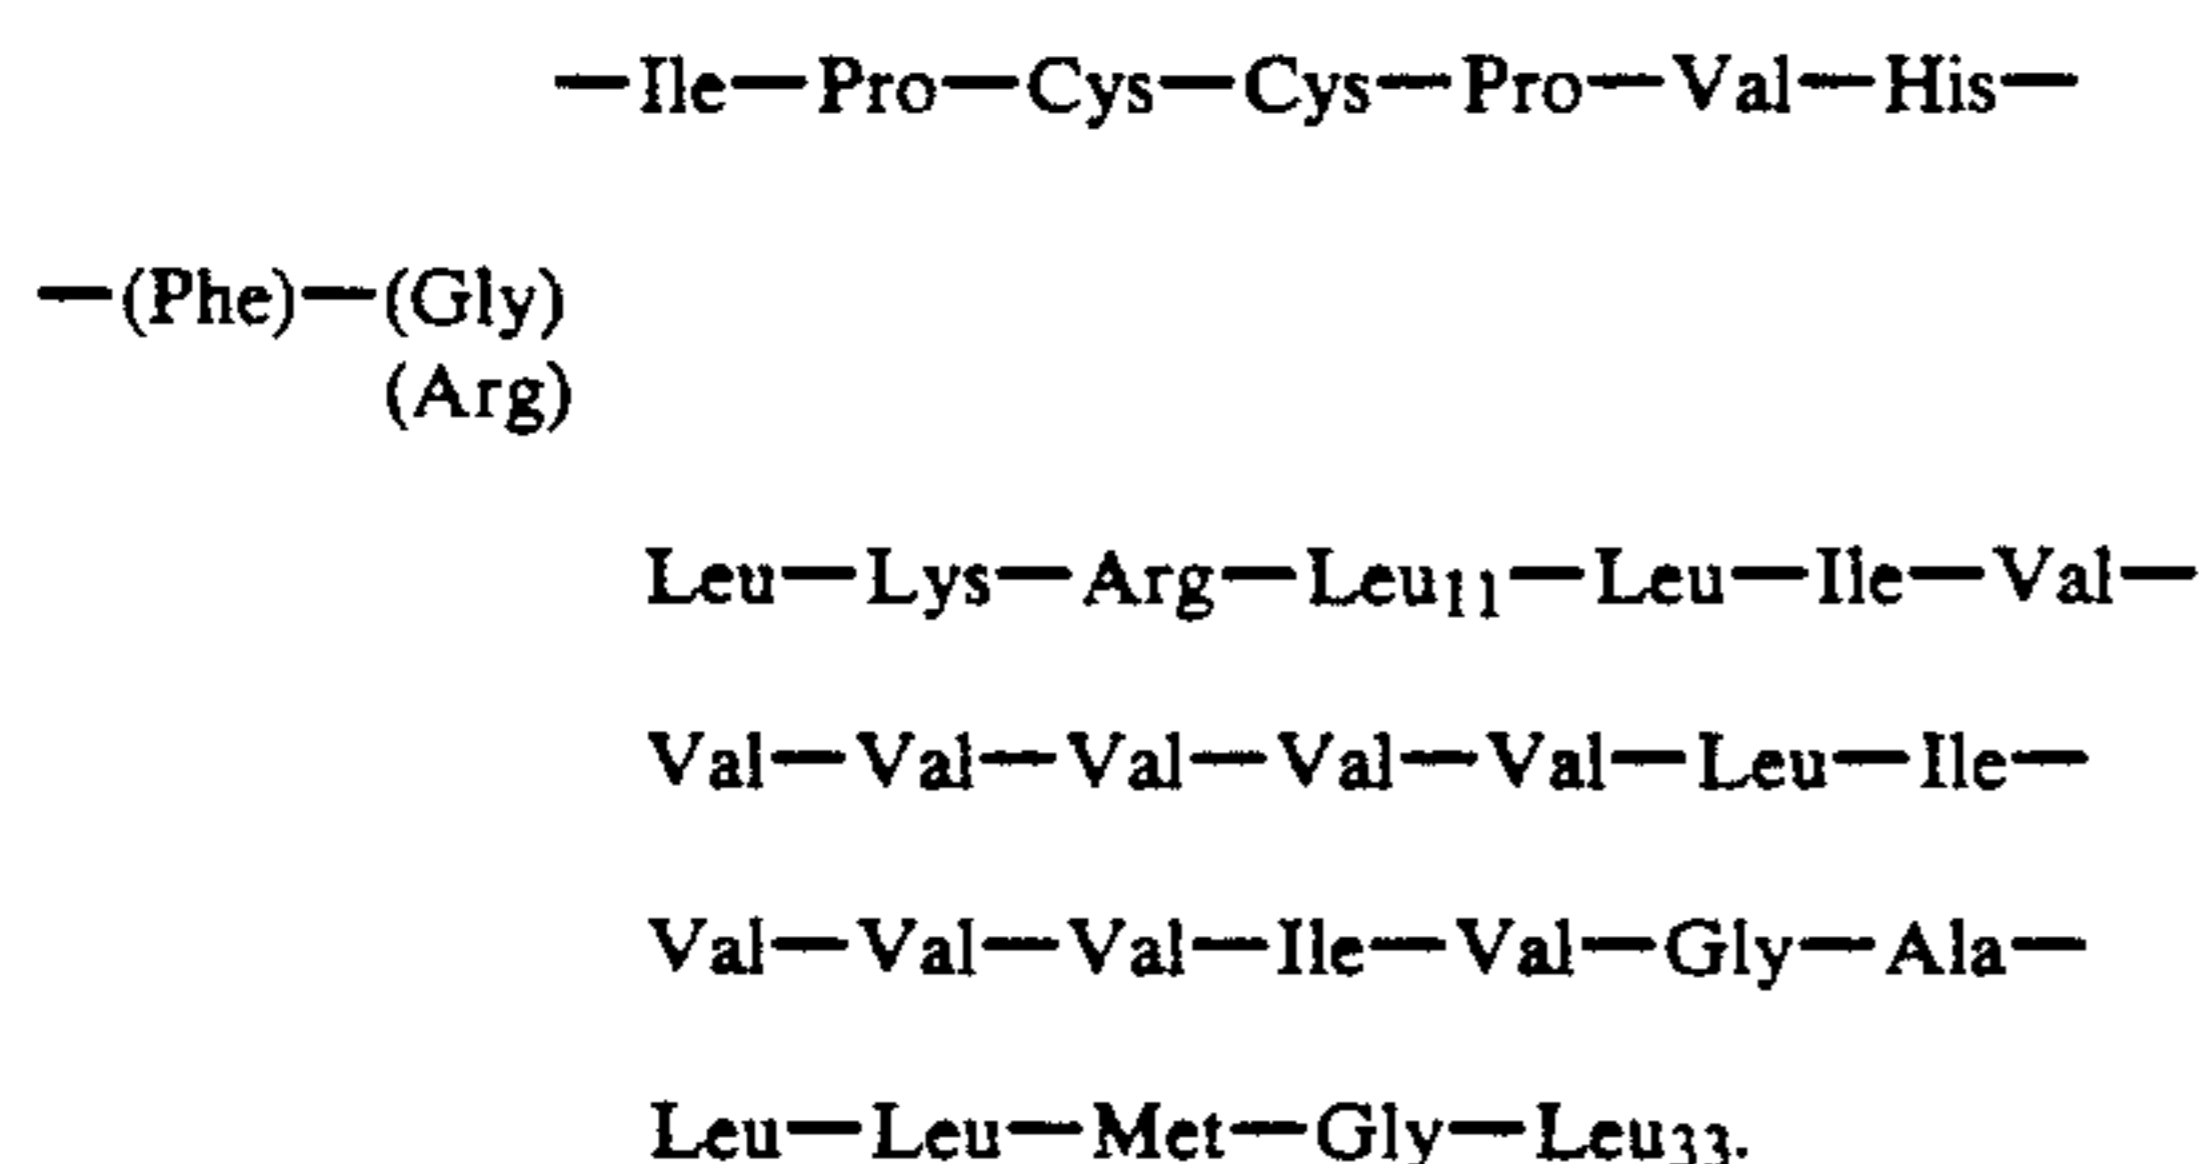 —Ile—Pro—Cys—Cys—Pro—Val—His—
—(Phe)—(Gly)
(Arg)
Leu—Lys—Arg—Leu₁₁—Leu—Ile—Val—
Val—Val—Val—Val—Val—Leu—Ile—
Val—Val—Val—Ile—Val—Gly—Ala—
Leu—Leu—Met—Gly—Leu₃₃.